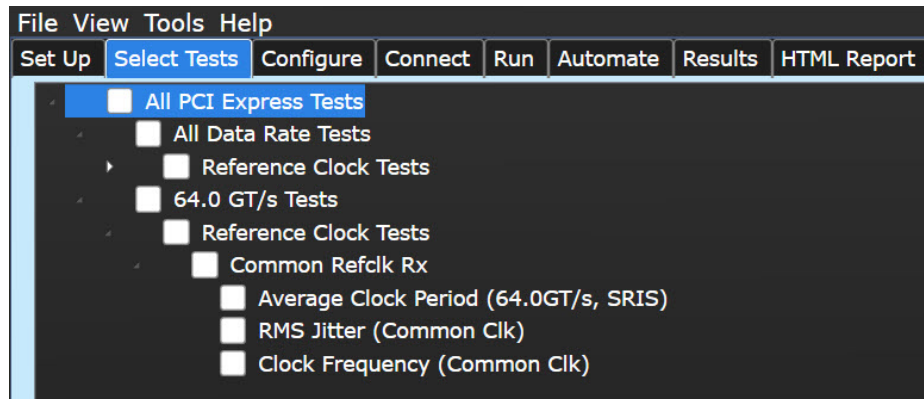 File View Tools Help
Set Up Select Tests Configure Connect Run Automate Results HTML Report
All PCI Express Tests
All Data Rate Tests
Reference Clock Tests
64.0 GT/s Tests
Reference Clock Tests
Common Refclk Rx
Average Clock Period (64.0GT/s, SRIS)
RMS Jitter (Common Clk)
Clock Frequency (Common Clk)